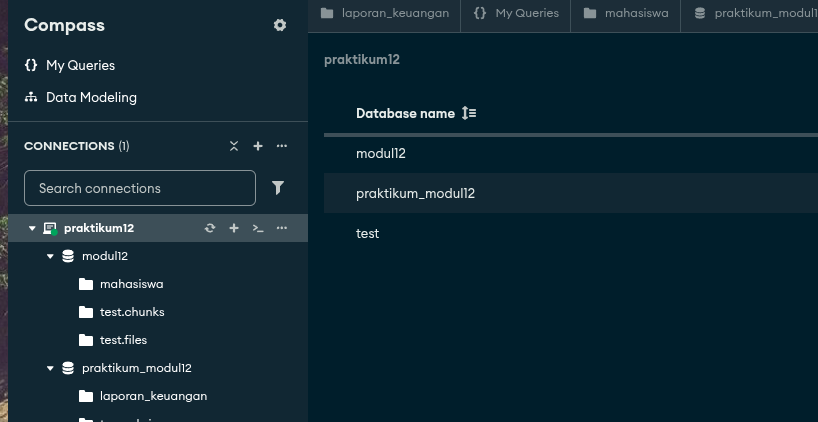 Compass
{} My Queries
Data Modeling
CONNECTIONS (1)
Search connections
praktikum12
modul12
mahasiswa
test.chunks
test.files
praktikum_modul12
laporan_keuangan
laporan_keuangan {} My Queries mahasiswa praktikum_modul1
praktikum12
Database name
modul12
praktikum_modul12
test